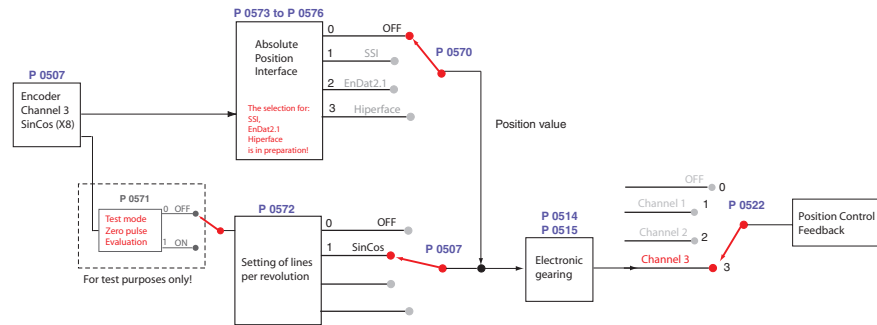 P 0573 to P 0576
P 0507
Encoder
Channel 3
SinCos (X8)
Absolute
Position
Interface
The selection for:
SSI,
EnDat2.1
Hiperface
is in preparation!
0 OFF
1 SSI
2 EnDat2.1
3 Hiperface
P 0570
Position value
P 0571
Test mode
Zero pulse
Evaluation
0 OFF
1 ON
For test purposes only!
P 0572
Setting of lines
per revolution
0 OFF
1 SinCos
P 0507
P 0514
P 0515
Electronic
gearing
OFF 0
Channel 1 1
Channel 2 2
Channel 3 3
P 0522
Position Control
Feedback